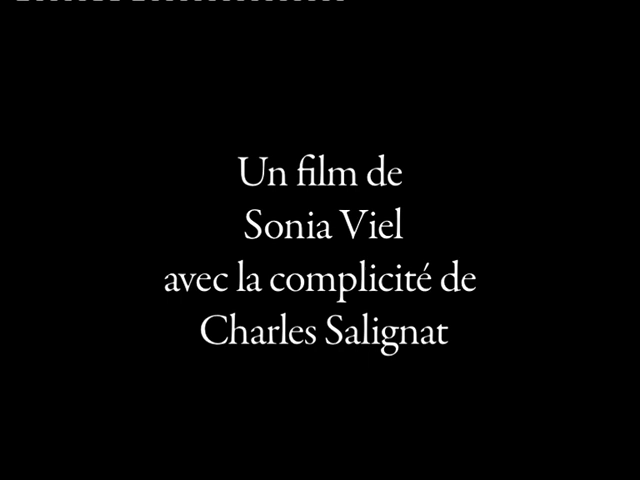 Un film de
Sonia Viel
avec la complicité de
Charles Salignat